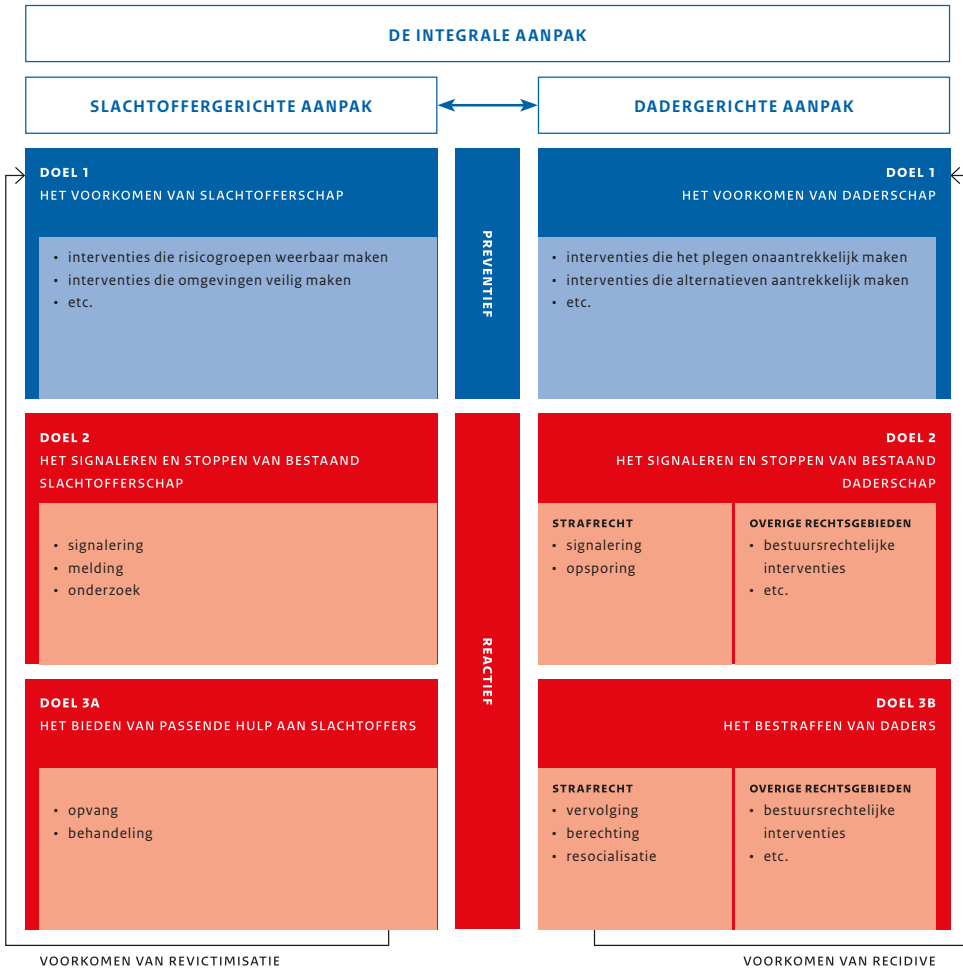 DE INTEGRALE AANPAK
SLACHTOFFERGERICHTE AANPAK
DADERGERICHTE AANPAK
DOEL 1
HET VOORKOMEN VAN SLACHTOFFERSCHAP
• interventies die risicogroepen weerbaar maken
• interventies die omgevingen veilig maken
• etc.
PREVENTIEF
DOEL 1
HET VOORKOMEN VAN DADERSCHAP
• interventies die het plegen onaantrekkelijk maken
• interventies die alternatieven aantrekkelijk maken
• etc.
DOEL 2
HET SIGNALEREN EN STOPPEN VAN BESTAAND
SLACHTOFFERSCHAP
• signalering
• melding
• onderzoek
REACTIEF
DOEL 2
HET SIGNALEREN EN STOPPEN VAN BESTAAND
DADERSCHAP
STRAFRECHT
• signalering
• opsporing
OVERIGE RECHTSGEBIEDEN
• bestuursrechtelijke
interventies
• etc.
DOEL 3A
HET BIEDEN VAN PASSENDE HULP AAN SLACHTOFFERS
• opvang
• behandeling
DOEL 3B
HET BESTRAFFEN VAN DADERS
STRAFRECHT
• vervolging
• berechting
• resocialisatie
OVERIGE RECHTSGEBIEDEN
• bestuursrechtelijke
interventies
• etc.
VOORKOMEN VAN REVICTIMISATIE
VOORKOMEN VAN RECIDIVE